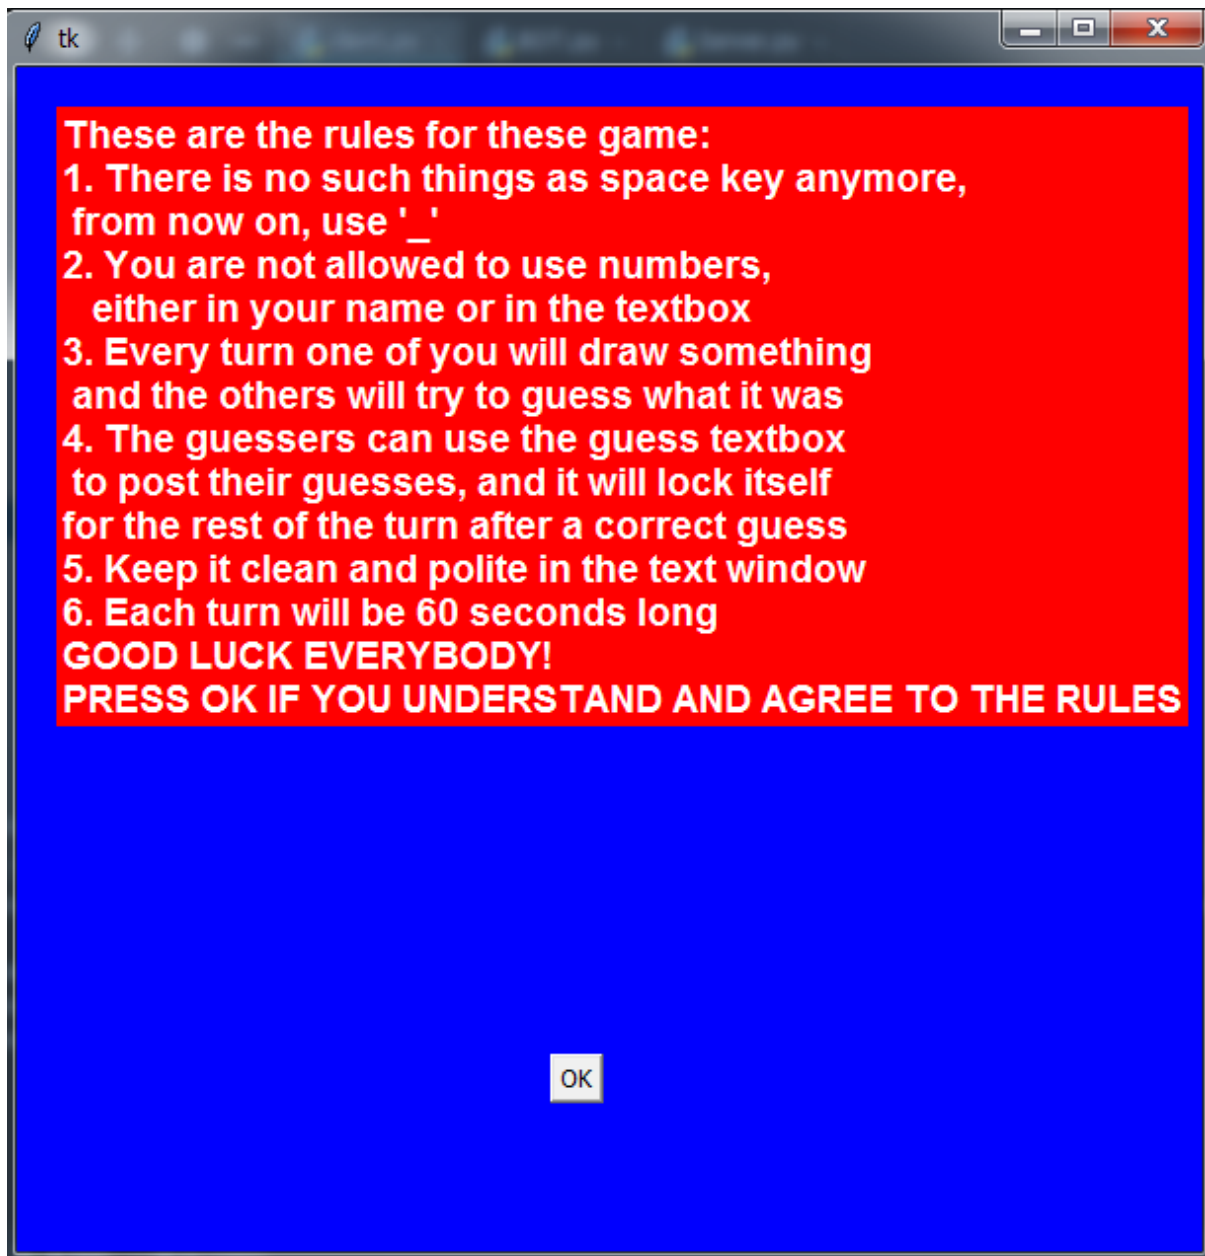 tk
These are the rules for these game:
1. There is no such things as space key anymore,
from now on, use '_'
2. You are not allowed to use numbers,
either in your name or in the textbox
3. Every turn one of you will draw something
and the others will try to guess what it was
4. The guessers can use the guess textbox
to post their guesses, and it will lock itself
for the rest of the turn after a correct guess
5. Keep it clean and polite in the text window
6. Each turn will be 60 seconds long
GOOD LUCK EVERYBODY!
PRESS OK IF YOU UNDERSTAND AND AGREE TO THE RULES
OK